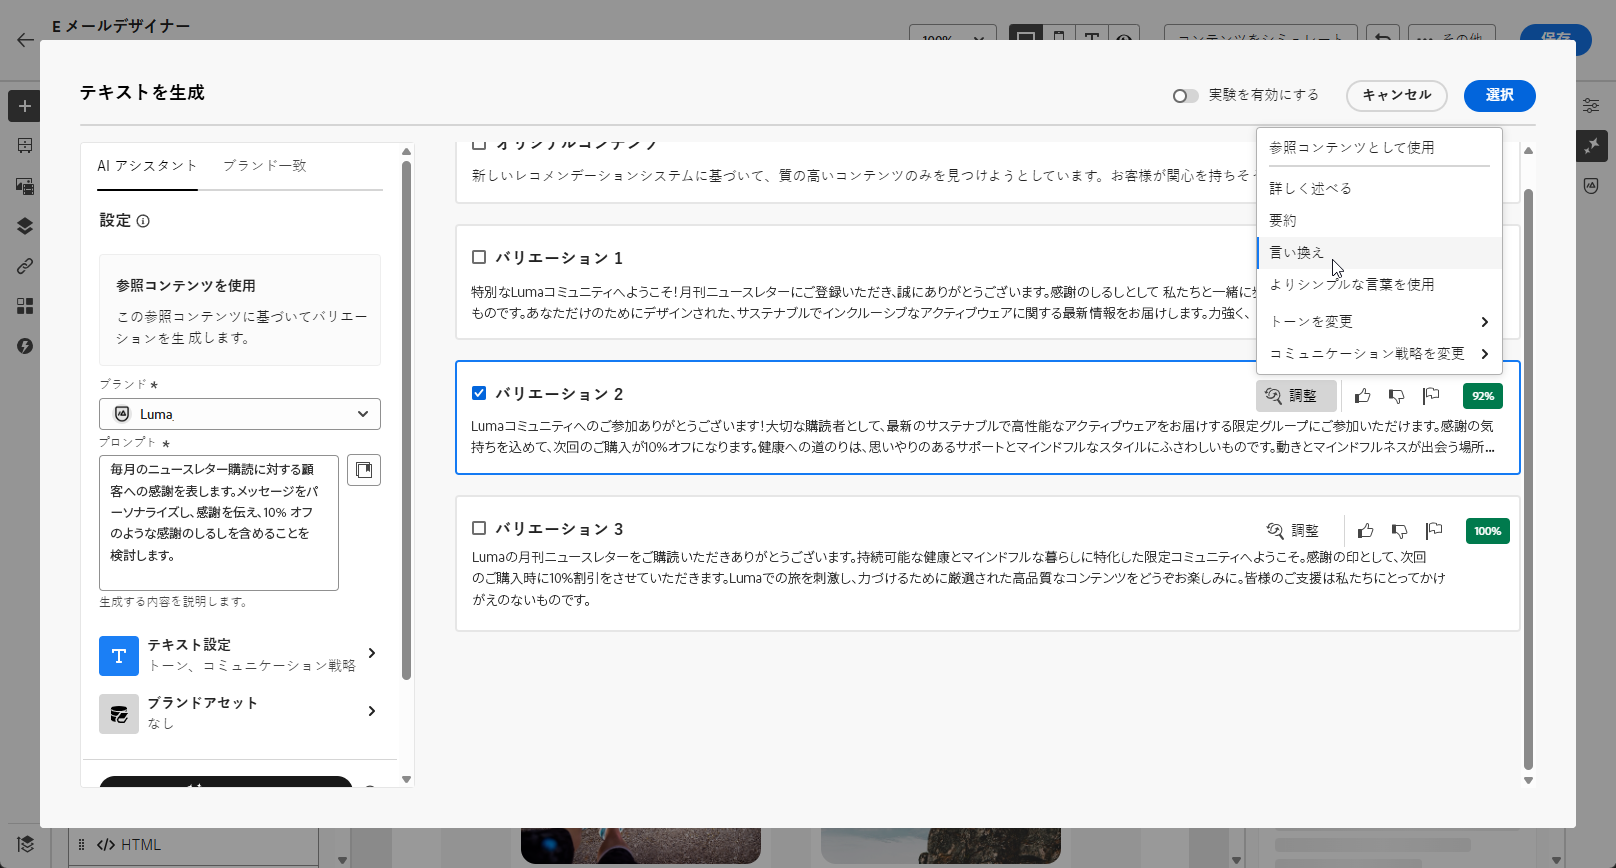 E メールデザイナー
100%
コンテンツをシミュレート
その他
保存
テキストを生成
実験を有効にする
キャンセル
選択
AI アシスタント
ブランド一致
設定
参照コンテンツを使用
この参照コンテンツに基づいてバリエー
ションを生 成します。
ブランド *
Luma
プロンプト *
毎月のニュースレター購読に対する顧
客への感謝を表します。メッセージをパ
ーソナライズし、感謝を伝え、10% オフ
のような感謝のしるしを含めることを
検討します。
生成する内容を説明します。
テキスト設定
トーン、コミュニケーション戦略
ブランドアセット
なし
オリジナルコンテンツ
新しいレコメンデーションシステムに基づいて、質の高いコンテンツのみを見つけようとしています。お客様が関心を持ちそ
バリエーション 1
特別なLumaコミュニティへようこそ!月刊ニュースレターにご登録いただき、誠にありがとうございます。感謝のしるしとして 私たちと一緒に
ものです。あなただけのためにデザインされた、サステナブルでインクルーシブなアクティブウェアに関する最新情報をお届けします。力強く、
参照コンテンツとして使用
詳しく述べる
要約
言い換え
よりシンプルな言葉を使用
トーンを変更
コミュニケーション戦略を変更
バリエーション 2
調整
92%
Lumaコミュニティへのご参加ありがとうございます!大切な購読者として、最新のサステナブルで高性能なアクティブウェアをお届けする限定グループにご参加いただけます。感謝の気
持ちを込めて、次回のご購入が10%オフになります。健康への道のりは、思いやりのあるサポートとマインドフルなスタイルにふさわしいものです。動きとマインドフルネスが出会う場所...
バリエーション 3
調整
100%
Lumaの月刊ニュースレターをご購読いただきありがとうございます。持続可能な健康とマインドフルな暮らしに特化した限定コミュニティへようこそ。感謝の印として、次回
のご購入時に10%割引をさせていただきます。Lumaでの旅を刺激し、力づけるために厳選された高品質なコンテンツをどうぞお楽しみに。皆様のご支援は私たちにとってかけ
がえのないものです。
HTML